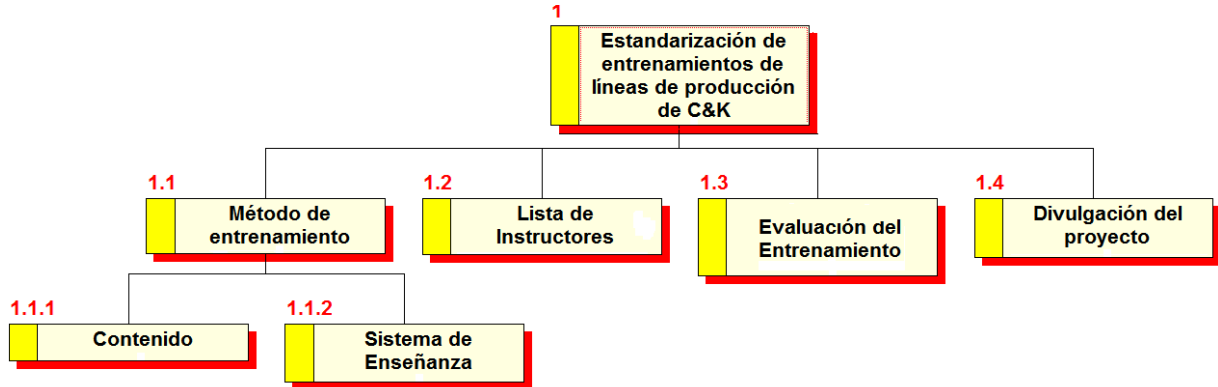 1
Estandarización de
entrenamientos de
líneas de producción
de C&K
1.1
Método de
entrenamiento
1.2
Lista de
Instructores
1.3
Evaluación del
Entrenamiento
1.4
Divulgación del
proyecto
1.1.1
Contenido
1.1.2
Sistema de
Enseñanza